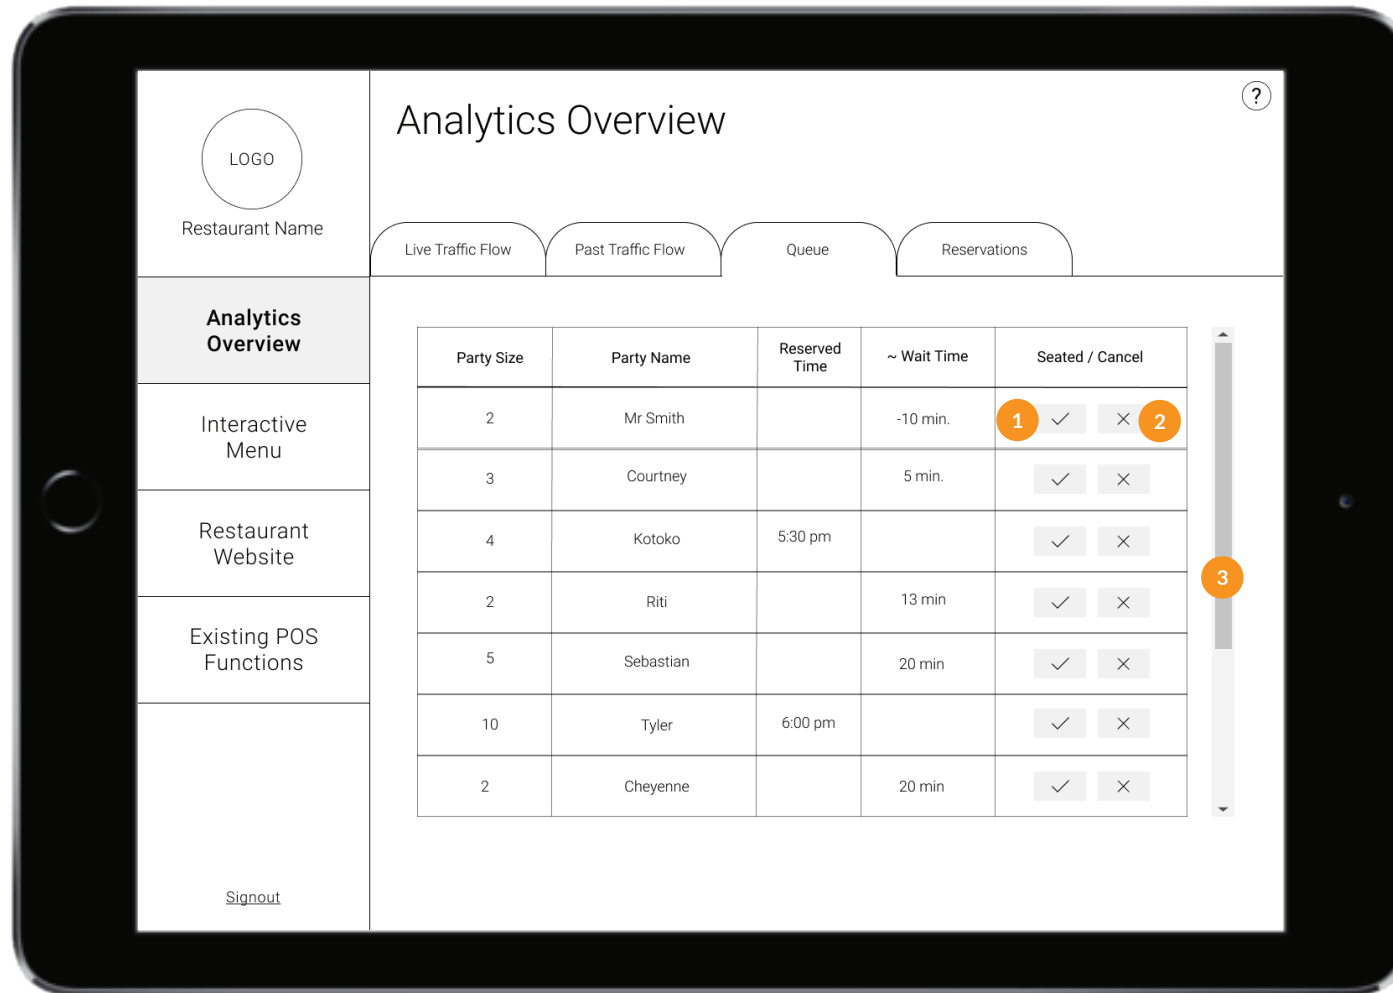 LOGO
Restaurant Name
Analytics
Overview
Interactive
Menu
Restaurant
Website
Existing POS
Functions
Signout
Analytics Overview
?
Live Traffic Flow
Past Traffic Flow
Queue
Reservations
Party Size
Party Name
Reserved
Time
~ Wait Time
Seated / Cancel
2
Mr Smith
-10 min.
1
2
3
Courtney
5 min.
4
Kotoko
5:30 pm
3
2
Riti
13 min
5
Sebastian
20 min
10
Tyler
6:00 pm
2
Cheyenne
20 min